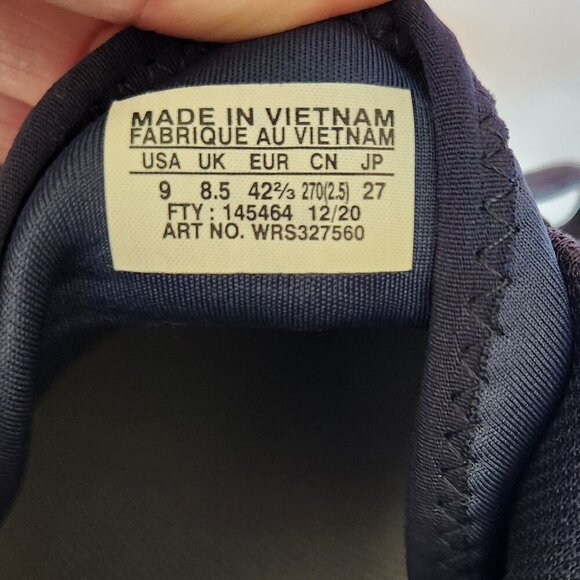 MADE IN VIETNAM
FABRIQUE AU VIETNAM
USA UK EUR CN JP
9 8.5 42⅔ 270(2.5) 27
FTY : 145464 12/20
ART NO. WRS327560